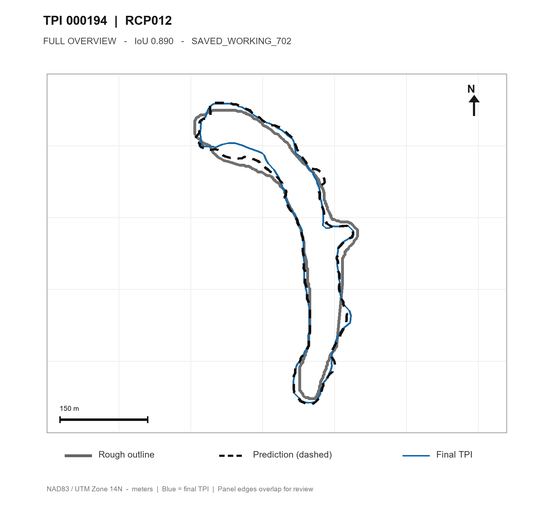 TPI 000194 | RCP012
FULL OVERVIEW - IoU 0.890 - SAVED_WORKING_702
N
150 m
Rough outline
Prediction (dashed)
Final TPI
NAD83 / UTM Zone 14N - meters | Blue = final TPI | Panel edges overlap for review